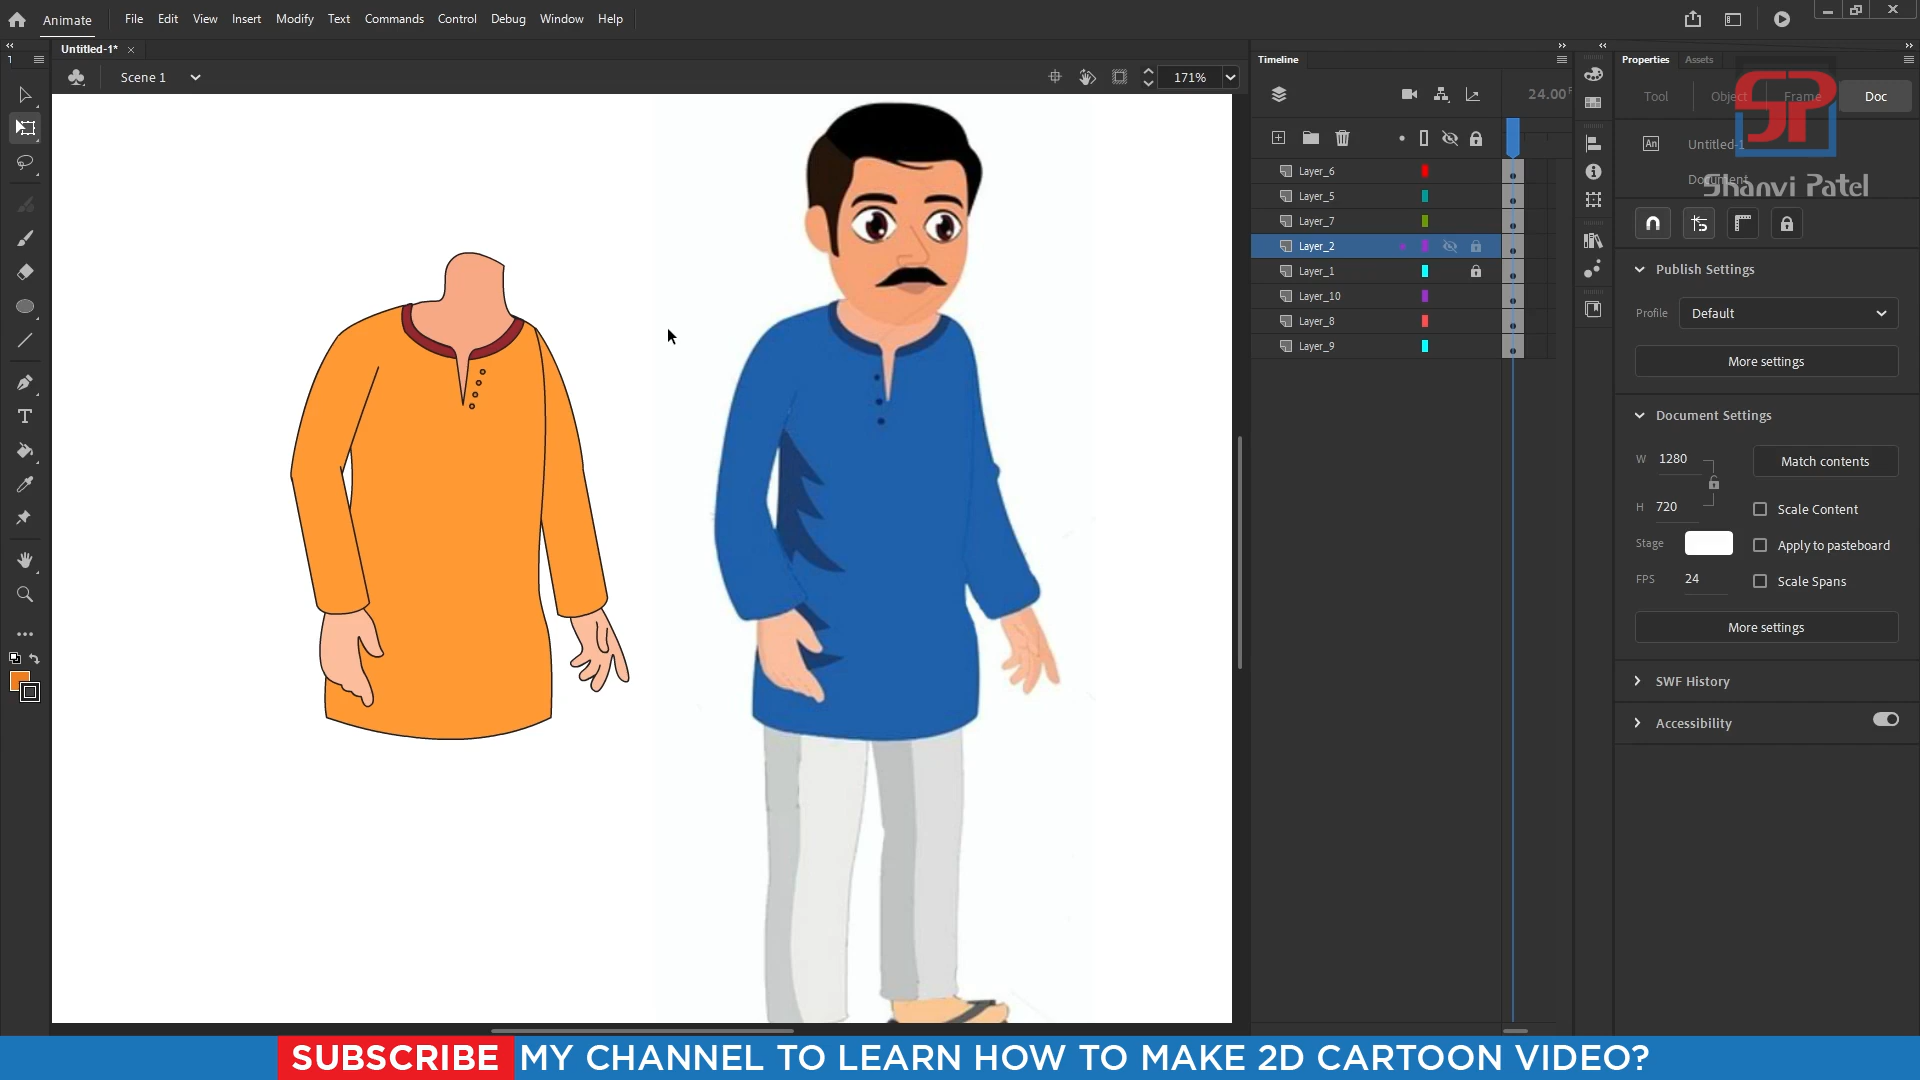 Animate
File Edit View Insert Modify Text Commands Control Debug Window Help
Untitled-1*
Scene 1
171%
Timeline
24.00
Layer_6
Layer_5
Layer_7
Layer_2
Layer_1
Layer_10
Layer_8
Layer_9
Properties Assets
Tool Object Frame Doc
An Untitled-1
Document
SP
Shanvi Patel
Publish Settings
Profile Default
More settings
Document Settings
W 1280 Match contents
H 720 Scale Content
Stage Apply to pasteboard
FPS 24 Scale Spans
More settings
SWF History
Accessibility
SUBSCRIBE MY CHANNEL TO LEARN HOW TO MAKE 2D CARTOON VIDEO?